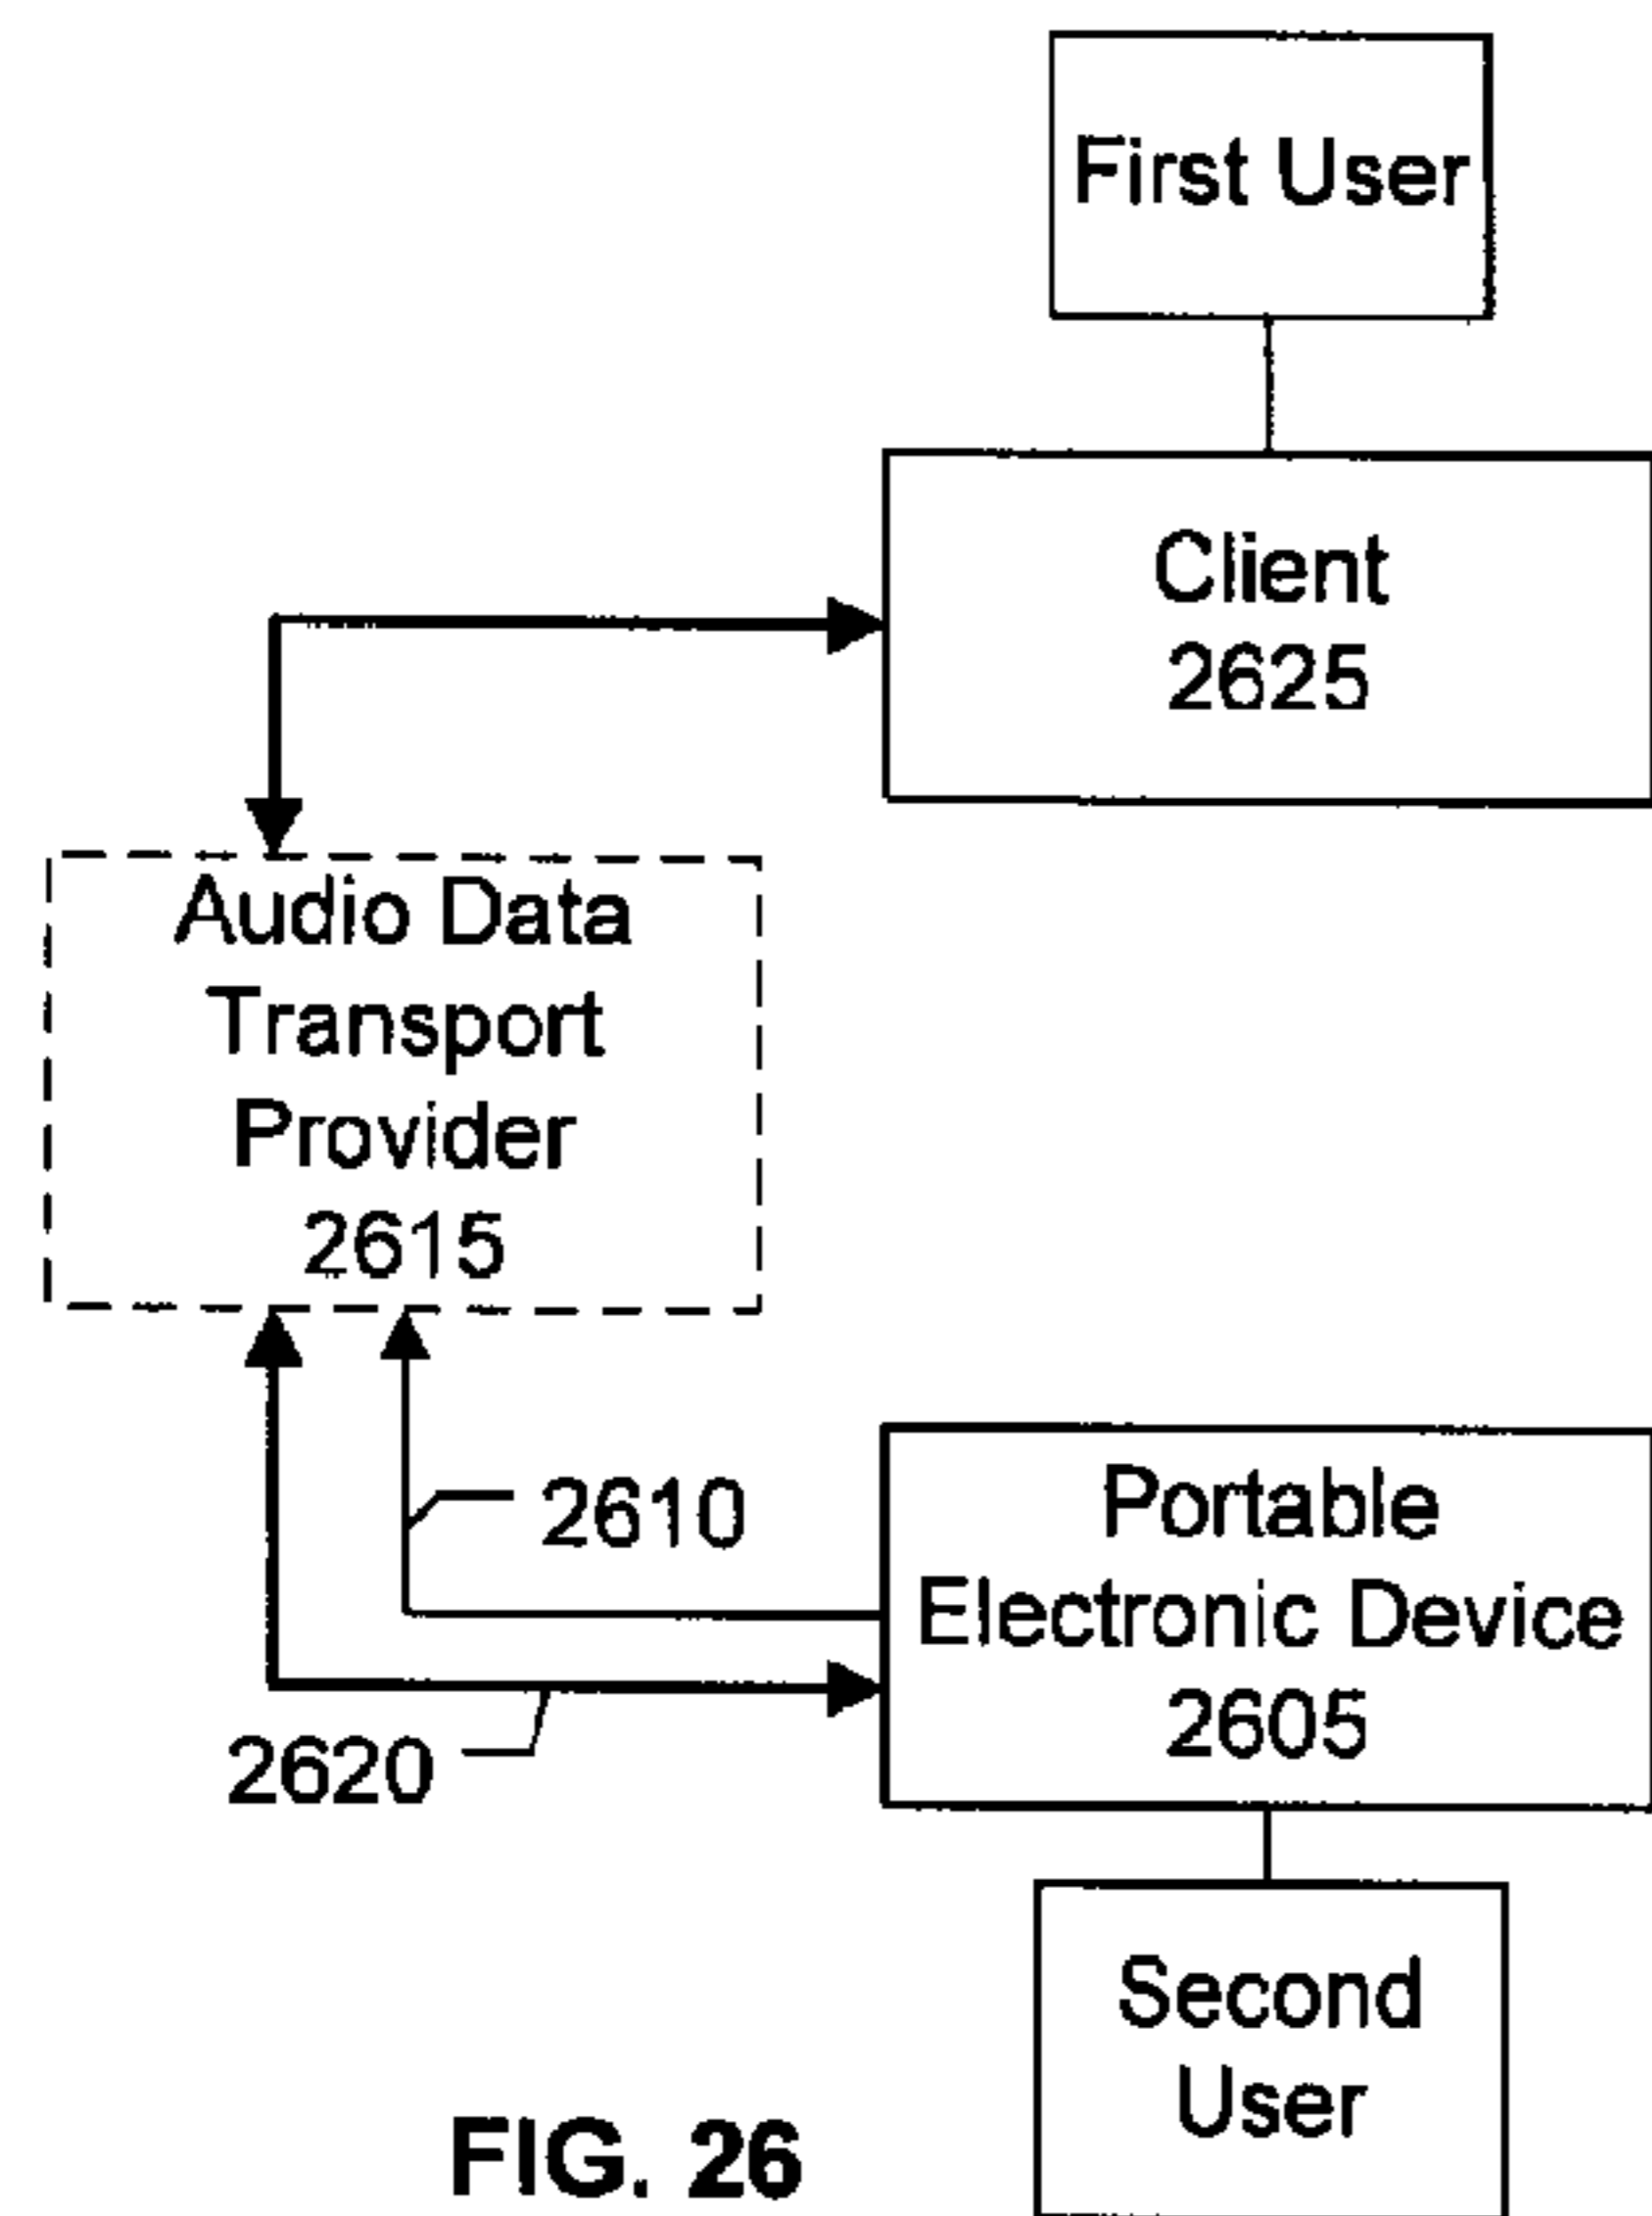 First User
Client
2625
Audio Data
Transport
Provider
2615
2610
Portable
Electronic Device
2605
2620
Second
User
FIG. 26